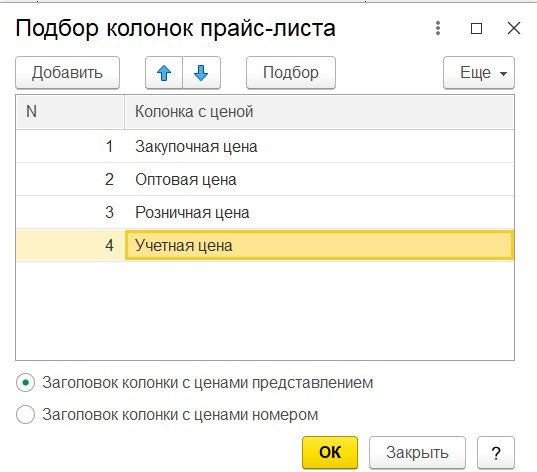 Подбор колонок прайс-листа
Добавить Подбор Еще
N Колонка с ценой
1 Закупочная цена
2 Оптовая цена
3 Розничная цена
4 Учетная цена
Заголовок колонки с ценами представлением
Заголовок колонки с ценами номером
ОК Закрыть ?